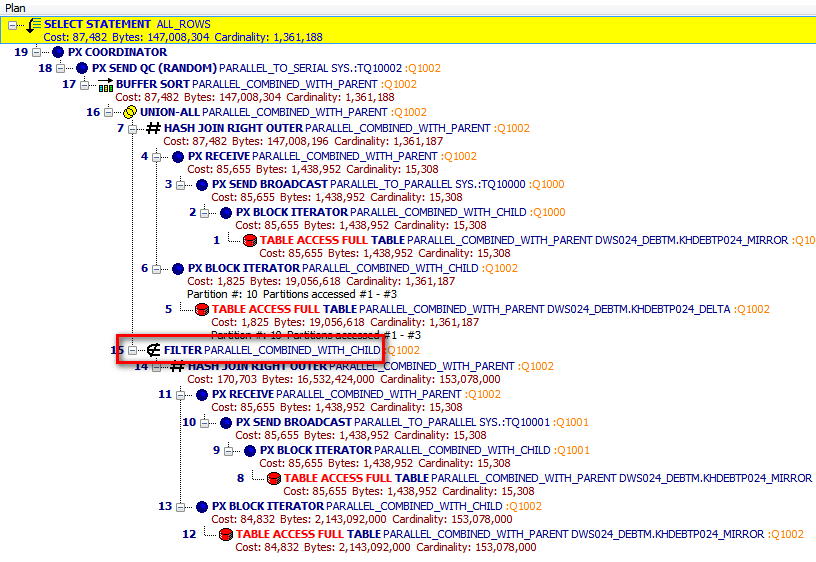 Plan
SELECT STATEMENT ALL_ROWS
Cost: 87,482 Bytes: 147,008,304 Cardinality: 1,361,188
19 PX COORDINATOR
18 PX SEND QC (RANDOM) PARALLEL_TO_SERIAL SYS.:TQ10002 :Q1002
17 BUFFER SORT PARALLEL_COMBINED_WITH_PARENT :Q1002
Cost: 87,482 Bytes: 147,008,304 Cardinality: 1,361,188
16 UNION-ALL PARALLEL_COMBINED_WITH_PARENT :Q1002
7 HASH JOIN RIGHT OUTER PARALLEL_COMBINED_WITH_PARENT :Q1002
Cost: 87,482 Bytes: 147,008,196 Cardinality: 1,361,187
4 PX RECEIVE PARALLEL_COMBINED_WITH_PARENT :Q1002
Cost: 85,655 Bytes: 1,438,952 Cardinality: 15,308
3 PX SEND BROADCAST PARALLEL_TO_PARALLEL SYS.:TQ10000 :Q1000
Cost: 85,655 Bytes: 1,438,952 Cardinality: 15,308
2 PX BLOCK ITERATOR PARALLEL_COMBINED_WITH_CHILD :Q1000
Cost: 85,655 Bytes: 1,438,952 Cardinality: 15,308
1 TABLE ACCESS FULL TABLE PARALLEL_COMBINED_WITH_PARENT DWS024_DEBTM.KHDEBTP024_MIRROR :Q10
Cost: 85,655 Bytes: 1,438,952 Cardinality: 15,308
6 PX BLOCK ITERATOR PARALLEL_COMBINED_WITH_CHILD :Q1002
Cost: 1,825 Bytes: 19,056,618 Cardinality: 1,361,187
Partition #: 10 Partitions accessed #1 - #3
5 TABLE ACCESS FULL TABLE PARALLEL_COMBINED_WITH_PARENT DWS024_DEBTM.KHDEBTP024_DELTA :Q1002
Cost: 1,825 Bytes: 19,056,618 Cardinality: 1,361,187
Partition #: 10 Partitions accessed #1 - #3
15 FILTER PARALLEL_COMBINED_WITH_CHILD :Q1002
14 HASH JOIN RIGHT OUTER PARALLEL_COMBINED_WITH_PARENT :Q1002
Cost: 170,703 Bytes: 16,532,424,000 Cardinality: 153,078,000
11 PX RECEIVE PARALLEL_COMBINED_WITH_PARENT :Q1002
Cost: 85,655 Bytes: 1,438,952 Cardinality: 15,308
10 PX SEND BROADCAST PARALLEL_TO_PARALLEL SYS.:TQ10001 :Q1001
Cost: 85,655 Bytes: 1,438,952 Cardinality: 15,308
9 PX BLOCK ITERATOR PARALLEL_COMBINED_WITH_CHILD :Q1001
Cost: 85,655 Bytes: 1,438,952 Cardinality: 15,308
8 TABLE ACCESS FULL TABLE PARALLEL_COMBINED_WITH_PARENT DWS024_DEBTM.KHDEBTP024_MIRROR
Cost: 85,655 Bytes: 1,438,952 Cardinality: 15,308
13 PX BLOCK ITERATOR PARALLEL_COMBINED_WITH_CHILD :Q1002
Cost: 84,832 Bytes: 2,143,092,000 Cardinality: 153,078,000
12 TABLE ACCESS FULL TABLE PARALLEL_COMBINED_WITH_PARENT DWS024_DEBTM.KHDEBTP024_MIRROR :Q1002
Cost: 84,832 Bytes: 2,143,092,000 Cardinality: 153,078,000